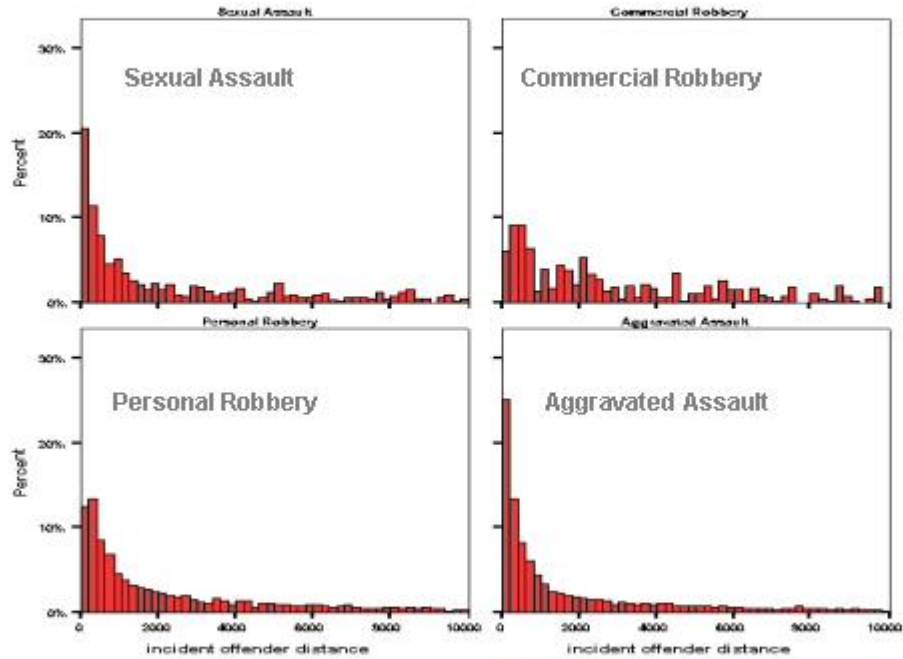 Sexual Assault
Commercial Robbery
30%
Sexual Assault
Commercial Robbery
20%
Percent
10%
0%
Personal Robbery
Aggravated Assault
30%
Personal Robbery
Aggravated Assault
20%
Percent
10%
0%
0 2000 4000 6000 8000 10000
0 2000 4000 6000 8000 10000
incident offender distance
incident offender distance